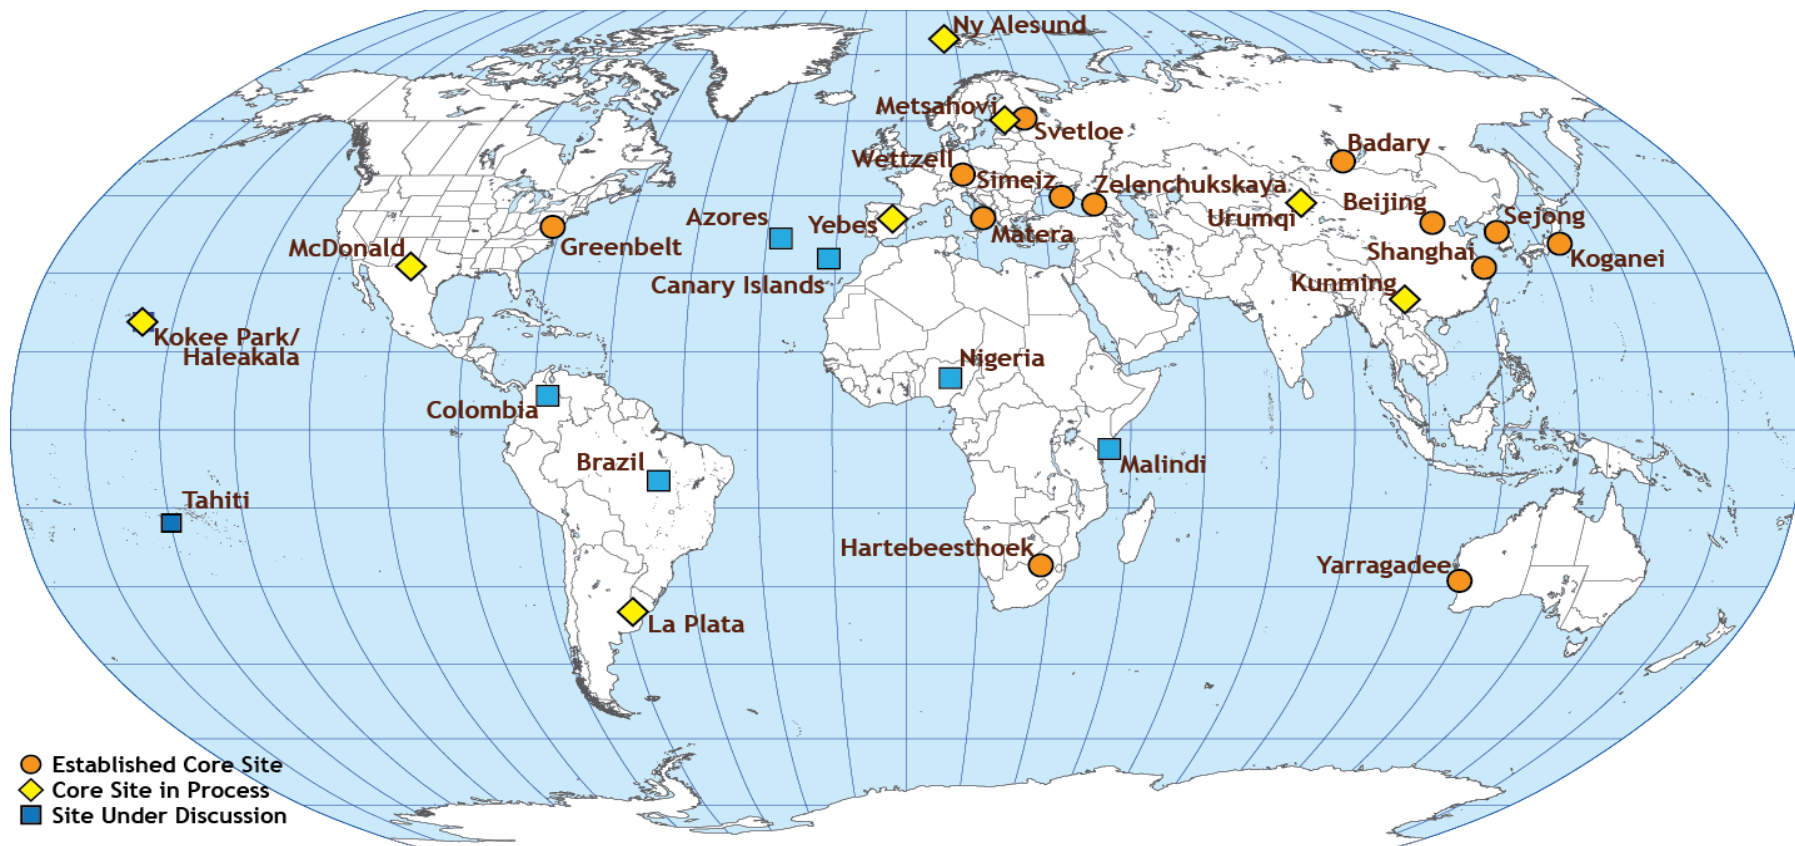 Ny Alesund
Metsahovi
Svetloe
Badary
Wettzell
Simeiz
Zelenchukskaya
Urumqi
Beijing
Sejong
Azores
Yebes
Matera
Greenbelt
McDonald
Shanghai
Koganei
Canary Islands
Kunming
Kokee Park/
Haleakala
Nigeria
Colombia
Brazil
Malindi
Tahiti
Hartebeesthoek
Yarragadee
La Plata
Established Core Site
Core Site in Process
Site Under Discussion